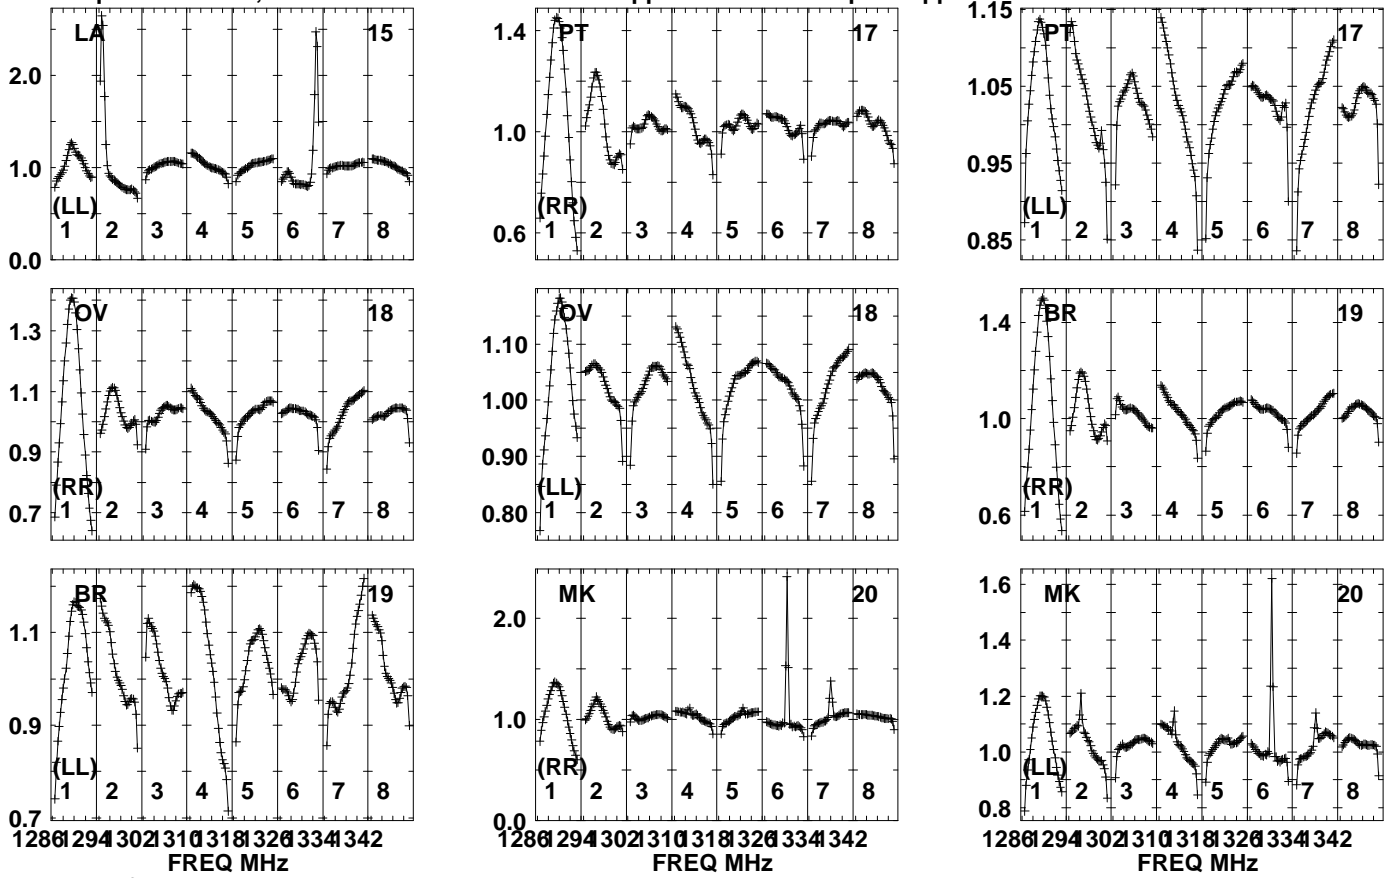 LA 15
2.0
1.0
0.0
(LL)
1 2 3 4 5 6 7 8
PT 17
1.4
1.0
0.6
(RR)
1 2 3 4 5 6 7 8
PT 17
1.15
1.05
0.95
0.85
(LL)
1 2 3 4 5 6 7 8
OV 18
1.3
1.1
0.9
0.7
(RR)
1 2 3 4 5 6 7 8
OV 18
1.10
1.00
0.90
0.80
(LL)
1 2 3 4 5 6 7 8
BR 19
1.4
1.0
0.6
(RR)
1 2 3 4 5 6 7 8
BR 19
1.1
0.9
0.7
(LL)
1 2 3 4 5 6 7 8
1286 1294 1302 1310 1318 1326 1334 1342
FREQ MHz
MK 20
2.0
1.0
0.0
(RR)
1 2 3 4 5 6 7 8
1286 1294 1302 1310 1318 1326 1334 1342
FREQ MHz
MK 20
1.6
1.4
1.2
1.0
0.8
(LL)
1 2 3 4 5 6 7 8
1286 1294 1302 1310 1318 1326 1334 1342
FREQ MHz